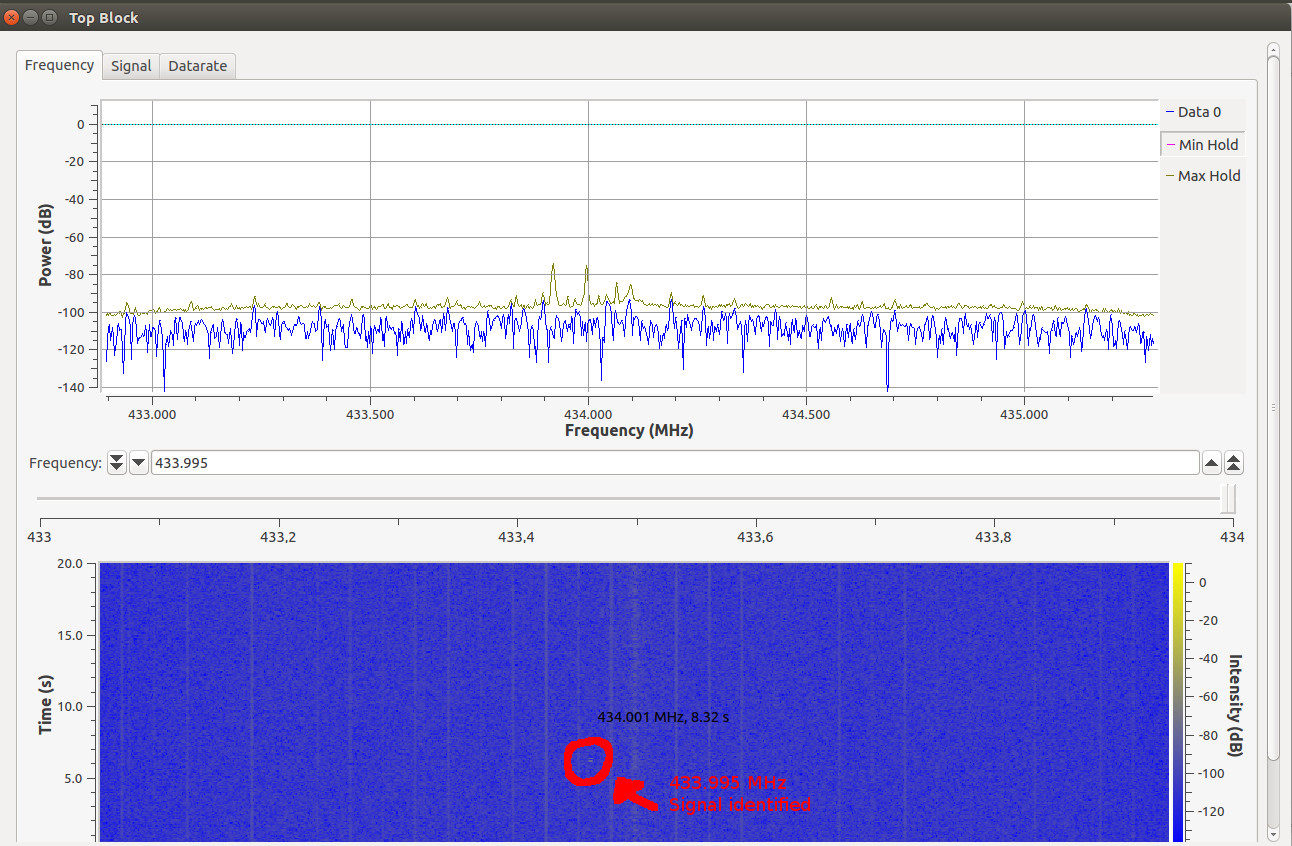 Top Block
Frequency Signal Datarate
0
-20
-40
-60
-80
-100
-120
-140
Power (dB)
Data 0
Min Hold
Max Hold
433.000 433.500 434.000 434.500 435.000
Frequency (MHz)
Frequency: 433.995
433 433,2 433,4 433,6 433,8 434
20.0
15.0
10.0
5.0
Time (s)
434.001 MHz, 8.32 s
433.995 MHz
Signal identified
0
-20
-40
-60
-80
-100
-120
Intensity (dB)